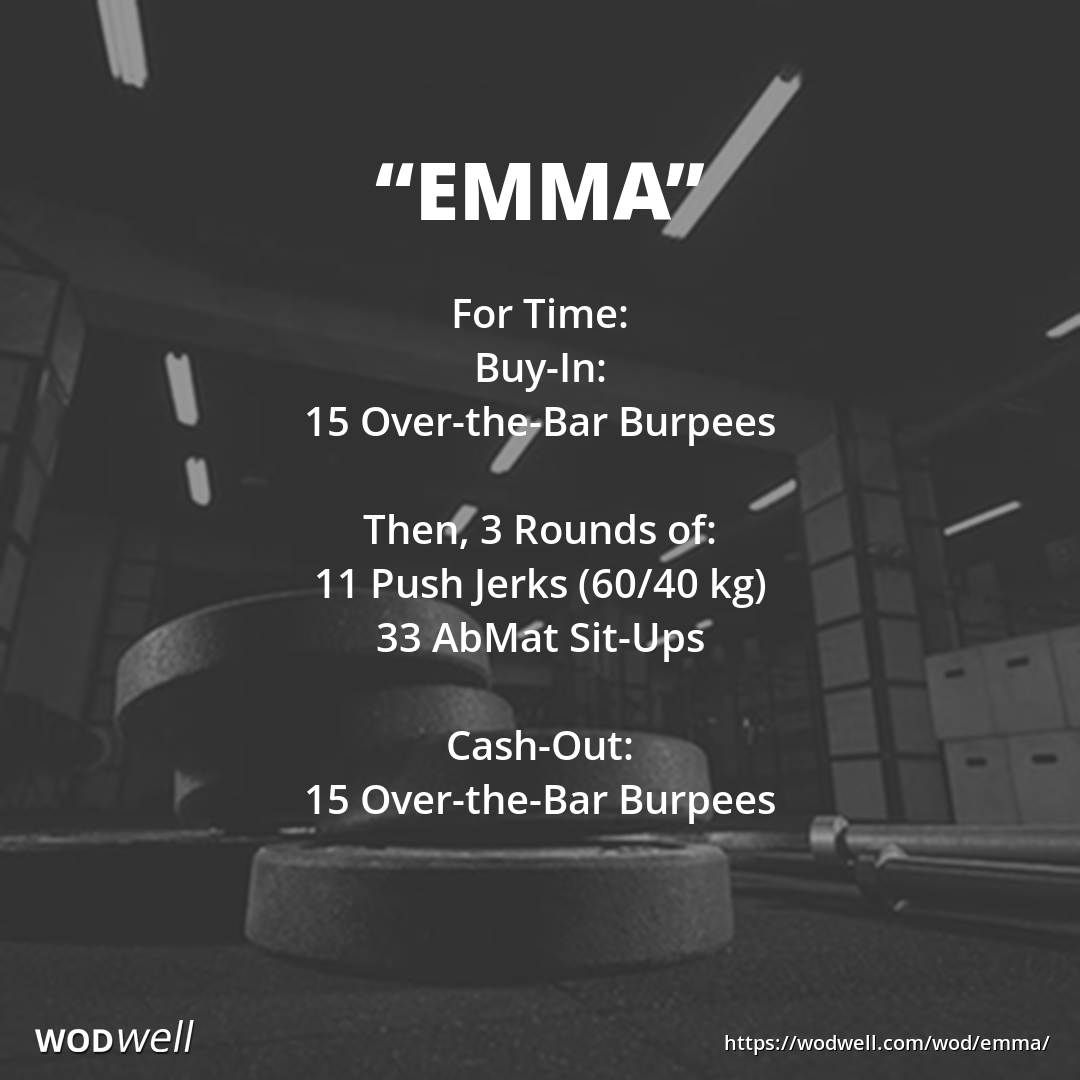 “EMMA”
For Time:
Buy-In:
15 Over-the-Bar Burpees
Then, 3 Rounds of:
11 Push Jerks (60/40 kg)
33 AbMat Sit-Ups
Cash-Out:
15 Over-the-Bar Burpees
WODwell
https://wodwell.com/wod/emma/